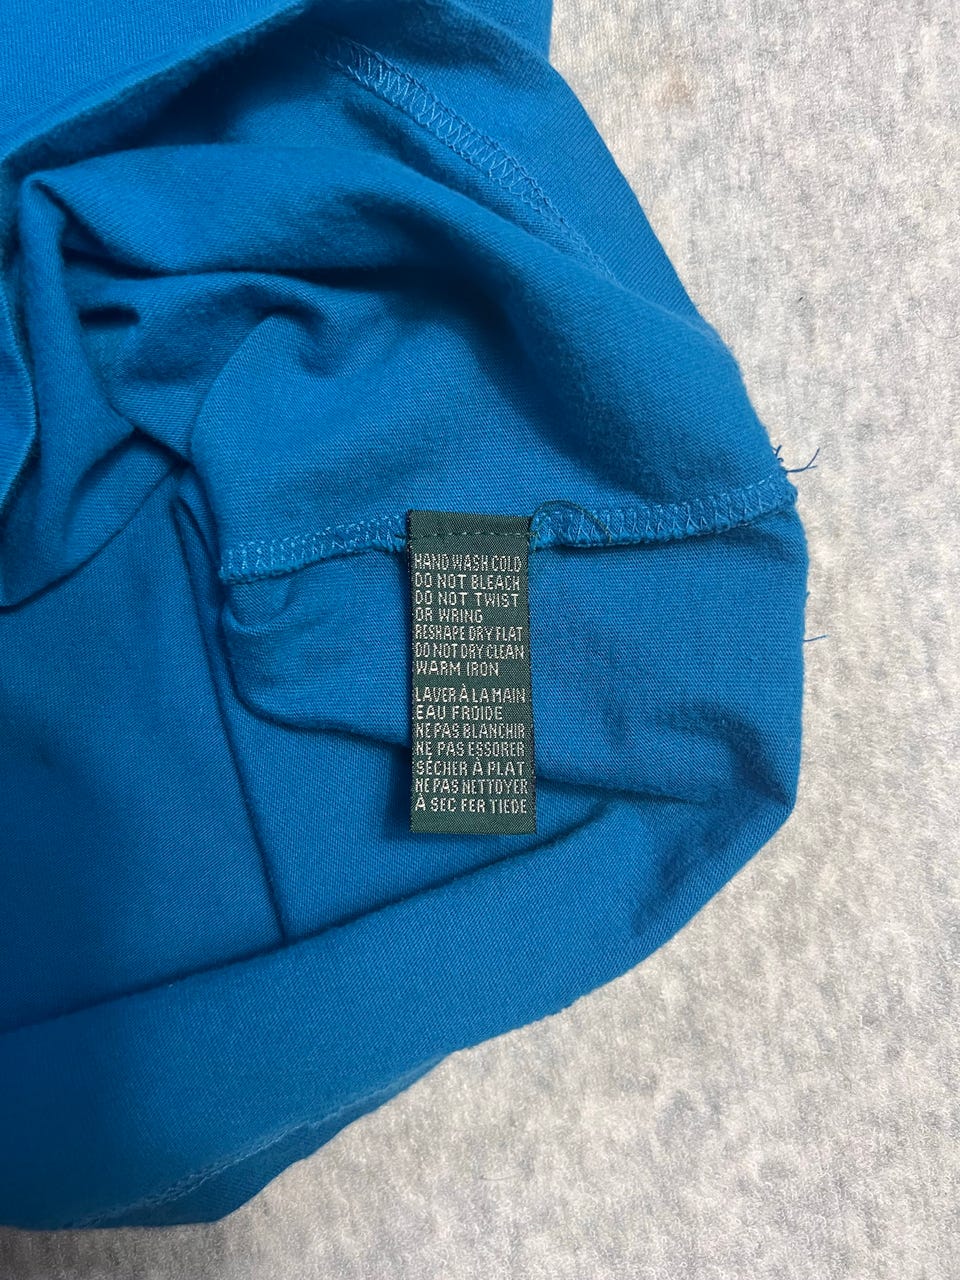 HAND WASH COLD
DO NOT BLEACH
DO NOT TWIST
OR WRING
RESHAPE DRY FLAT
DO NOT DRY CLEAN
WARM IRON
LAVER À LA MAIN
EAU FROIDE
NE PAS BLANCHIR
NE PAS ESSORER
SÉCHER À PLAT
NE PAS NETTOYER
À SEC FER TIEDE